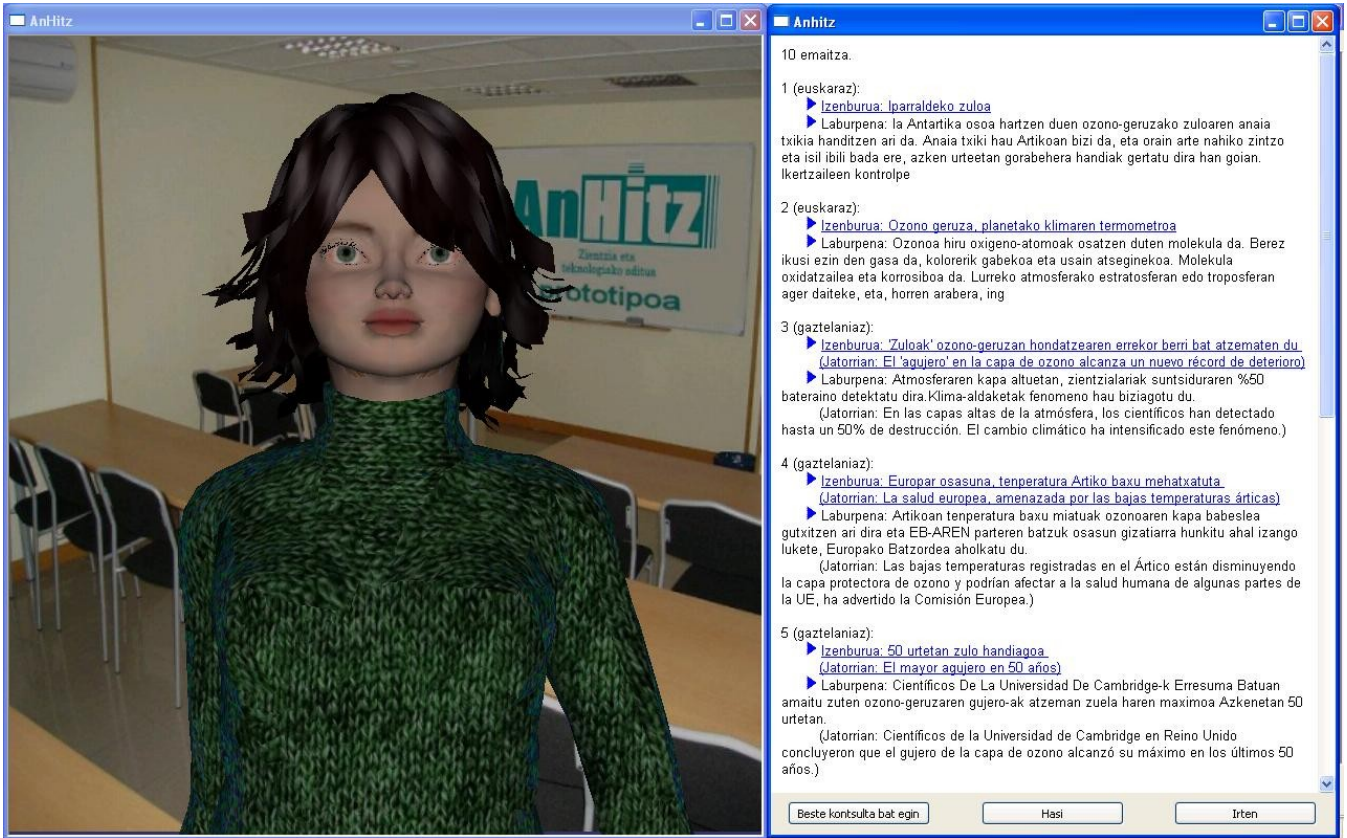 AnHitz
AnHitz
Zientzia eta
teknologiako aditua
prototipoa
Anhitz
10 emaitza.
1 (euskaraz):
Izenburua: Iparraldeko zuloa
Laburpena: Ia Antartika osoa hartzen duen ozono-geruzako zuloaren anaia
txikia handitzen ari da. Anaia txiki hau Artikoan bizi da, eta orain arte nahiko zintzo
eta isil ibili bada ere, azken urteetan gorabehera handiak gertatu dira han goian.
Ikertzaileen kontrolpe
2 (euskaraz):
Izenburua: Ozono geruza, planetako klimaren termometroa
Laburpena: Ozonoa hiru oxigeno-atomoak osatzen duten molekula da. Berez
ikusi ezin den gasa da, kolorerik gabekoa eta usain atseginekoa. Molekula
oxidatzailea eta korrosiboa da. Lurreko atmosferako estratosferan edo troposferan
ager daiteke, eta, horren arabera, ing
3 (gaztelaniaz):
Izenburua: 'Zuloak' ozono-geruzan hondatzearen errekor berri bat atzematen du
(Jatorrian: El 'agujero' en la capa de ozono alcanza un nuevo récord de deterioro)
Laburpena: Atmosferaren kapa altuetan, zientzialariak suntsiduraren %50
bateraino detektatu dira.Klima-aldaketak fenomeno hau biziagotu du.
(Jatorrian: En las capas altas de la atmósfera, los científicos han detectado
hasta un 50% de destrucción. El cambio climático ha intensificado este fenómeno.)
4 (gaztelaniaz):
Izenburua: Europar osasuna, tenperatura Artiko baxu mehatxatuta
(Jatorrian: La salud europea, amenazada por las bajas temperaturas árticas)
Laburpena: Artikoan tenperatura baxu miatuak ozonoaren kapa babeslea
gutxitzen ari dira eta EB-AREN parteren batzuk osasun gizatiarra hunkitu ahal izango
lukete, Europako Batzordea aholkatu du.
(Jatorrian: Las bajas temperaturas registradas en el Ártico están disminuyendo
la capa protectora de ozono y podrían afectar a la salud humana de algunas partes de
la UE, ha advertido la Comisión Europea.)
5 (gaztelaniaz):
Izenburua: 50 urtetan zulo handiagoa
(Jatorrian: El mayor agujero en 50 años)
Laburpena: Científicos De La Universidad De Cambridge-k Erresuma Batuan
amaitu zuten ozono-geruzaren gujero-ak atzeman zuela haren maximoa Azkenetan 50
urtetan.
(Jatorrian: Científicos de la Universidad de Cambridge en Reino Unido
concluyeron que el gujero de la capa de ozono alcanzó su máximo en los últimos 50
años.)
Beste kontsulta bat egin
Hasi
Irten